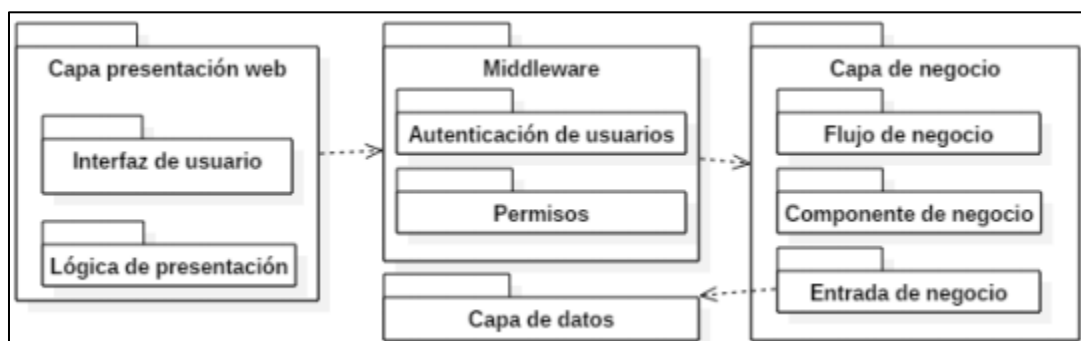 Capa presentación web
Interfaz de usuario
Lógica de presentación
Middleware
Autenticación de usuarios
Permisos
Capa de datos
Capa de negocio
Flujo de negocio
Componente de negocio
Entrada de negocio